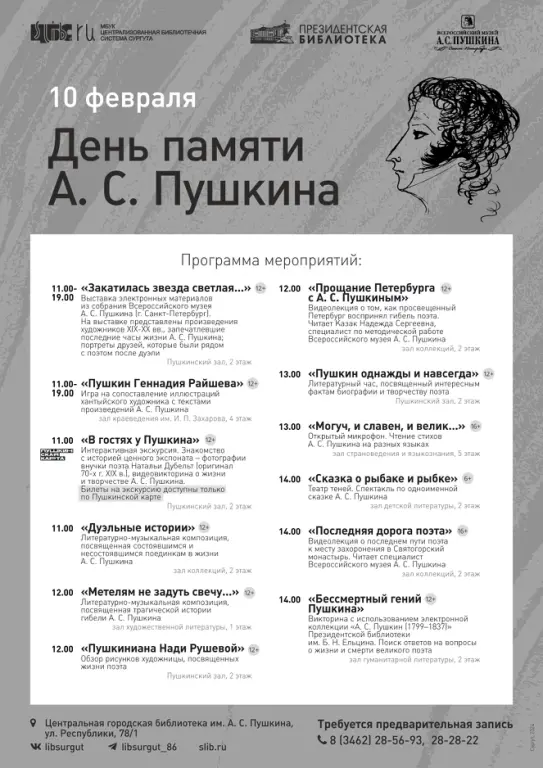 ЦБС ru
МБУК
ЦЕНТРАЛИЗОВАННАЯ БИБЛИОТЕЧНАЯ
СИСТЕМА СУРГУТА
ПРЕЗИДЕНТСКАЯ
БИБЛИОТЕКА
ВСЕРОССИЙСКИЙ МУЗЕЙ
А.С.ПУШКИНА
10 февраля
День памяти
А. С. Пушкина
Программа мероприятий:
11.00-
19.00
«Закатилась звезда светлая...» 12+
Выставка электронных материалов
из собрания Всероссийского музея
А. С. Пушкина (г. Санкт-Петербург).
На выставке представлены произведения
художников XIX-XX вв., запечатлевшие
последние часы жизни А. С. Пушкина;
портреты друзей, которые были рядом
с поэтом после дуэли
Пушкинский зал, 2 этаж
11.00-
19.00
«Пушкин Геннадия Райшева» 12+
Игра на сопоставление иллюстраций
хантыйского художника с текстами
произведений А. С. Пушкина
зал краеведения им. И. П. Захарова, 4 этаж
11.00
«В гостях у Пушкина» 12+
ПУШКИНСКАЯ КАРТА
Интерактивная экскурсия. Знакомство
с историей ценного экспоната – фотографии
внучки поэта Натальи Дубельт (оригинал
70-х г. XIX в.), видеовикторина о жизни
и творчестве А. С. Пушкина.
Билеты на экскурсию доступны только
по Пушкинской карте
Пушкинский зал, 2 этаж
11.00
«Дуэльные истории» 12+
Литературно-музыкальная композиция,
посвященная состоявшимся и
несостоявшимся поединкам в жизни
А. С. Пушкина
зал коллекций, 2 этаж
12.00
«Метелям не задуть свечу...» 12+
Литературно-музыкальная композиция,
посвященная трагической истории
гибели А. С. Пушкина
зал художественной литературы, 1 этаж
12.00
«Пушкиниана Нади Рушевой» 12+
Обзор рисунков художницы, посвященных
жизни поэта
Пушкинский зал, 2 этаж
12.00
«Прощание Петербурга 12+
с А. С. Пушкиным»
Видеолекция о том, как просвещенный
Петербург воспринял гибель поэта.
Читает Казак Надежда Сергеевна,
специалист по методической работе
Всероссийского музея А. С. Пушкина
зал коллекций, 2 этаж
13.00
«Пушкин однажды и навсегда» 12+
Литературный час, посвященный интересным
фактам биографии и творчеству поэта
Пушкинский зал, 2 этаж
13.00
«Могуч, и славен, и велик...» 16+
Открытый микрофон. Чтение стихов
А. С. Пушкина на разных языках
зал страноведения и языкознания, 5 этаж
14.00
«Сказка о рыбаке и рыбке» 6+
Театр теней. Спектакль по одноименной
сказке А. С. Пушкина
зал детской литературы, 2 этаж
14.00
«Последняя дорога поэта» 16+
Видеолекция о последнем пути поэта
к месту захоронения в Святогорский
монастырь. Читает специалист
Всероссийского музея А. С. Пушкина
зал коллекций, 2 этаж
14.00
«Бессмертный гений 12+
Пушкина»
Викторина с использованием электронной
коллекции «А. С. Пушкин (1799–1837)»
Президентской библиотеки
им. Б. Н. Ельцина. Поиск ответов на вопросы
о жизни и смерти великого поэта
зал гуманитарной литературы, 2 этаж
Центральная городская библиотека им. А. С. Пушкина,
ул. Республики, 78/1
libsurgut libsurgut_86 slib.ru
Требуется предварительная запись
8 (3462) 28-56-93, 28-28-22